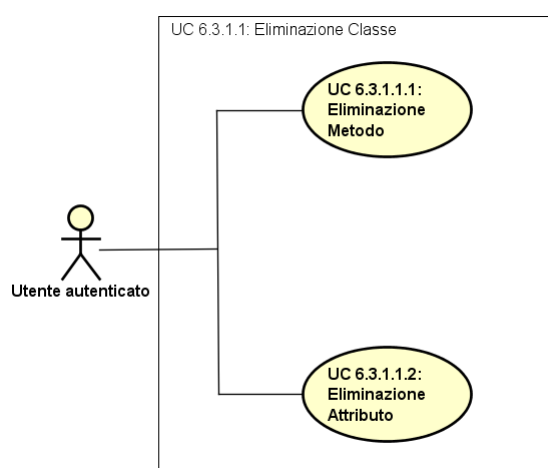 UC 6.3.1.1: Eliminazione Classe
UC 6.3.1.1.1:
Eliminazione
Metodo
Utente autenticato
UC 6.3.1.1.2:
Eliminazione
Attributo